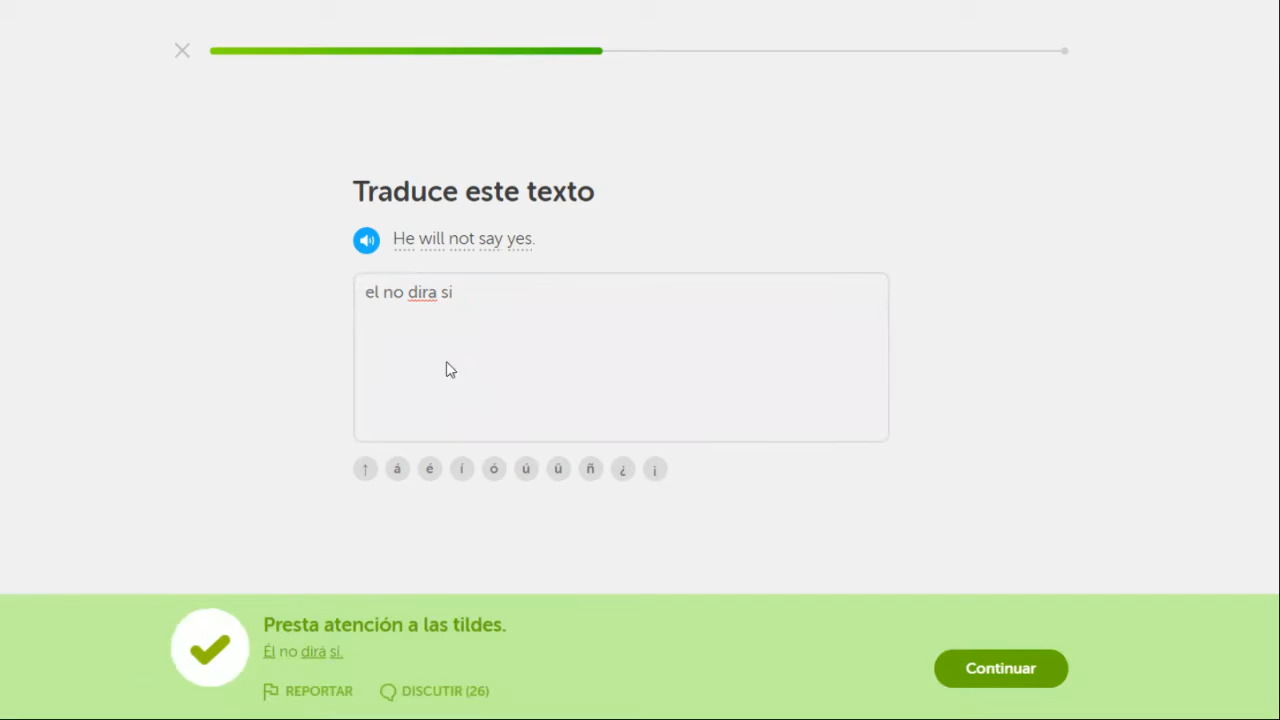 Traduce este texto
He will not say yes.
el no dira si
↑ á é í ó ú ü ñ ¿ ¡
Presta atención a las tildes.
Él no dirá sí.
REPORTAR DISCUTIR (26)
Continuar